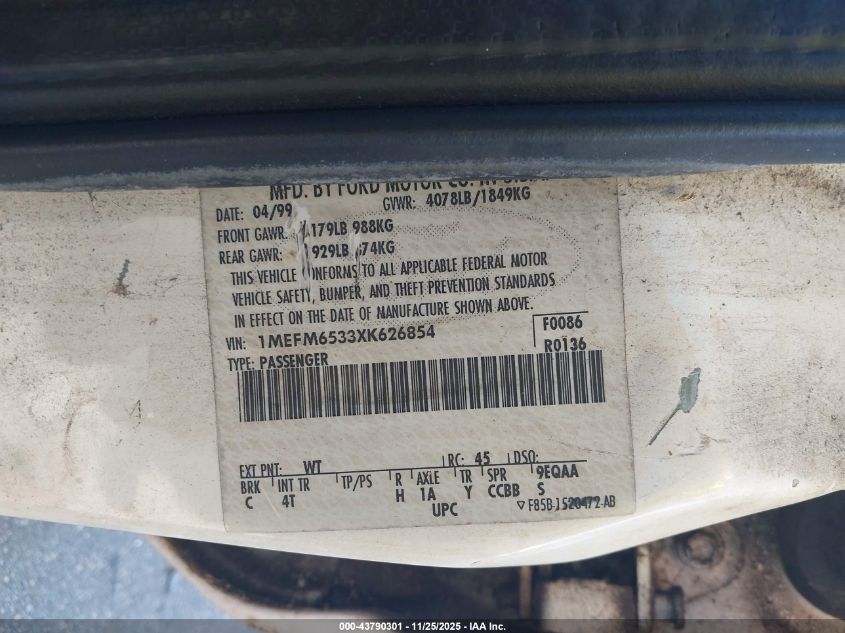 MFD. BY FORD MOTOR CO. IN U.S.A.
DATE: 04/99 GVWR: 4078LB/1849KG
FRONT GAWR: 179LB 988KG
REAR GAWR: 929LB 74KG
THIS VEHICLE CONFORMS TO ALL APPLICABLE FEDERAL MOTOR
VEHICLE SAFETY, BUMPER, AND THEFT PREVENTION STANDARDS
IN EFFECT ON THE DATE OF MANUFACTURE SHOWN ABOVE.
VIN: 1MEFM6533XK626854 F0086
TYPE: PASSENGER R0136
EXT PNT: WT RC: 45 DSO:
BRK INT TR TP/PS R AXLE TR SPR 9EQAA
C 4T H 1A Y CCBB S
UPC ▽ F85B-1520472-AB
000-43790301 - 11/25/2025 - IAA Inc.